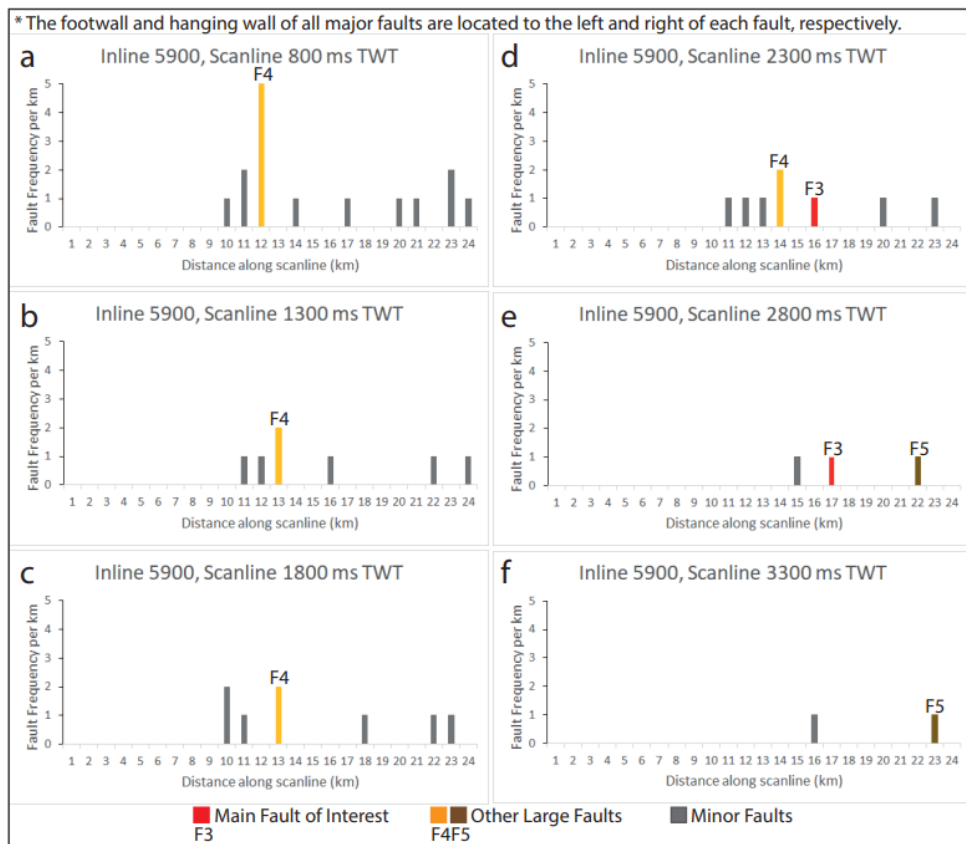 * The footwall and hanging wall of all major faults are located to the left and right of each fault, respectively.
a
Inline 5900, Scanline 800 ms TWT
F4
Fault Frequency per km
5
4
3
2
1
0
1 2 3 4 5 6 7 8 9 10 11 12 13 14 15 16 17 18 19 20 21 22 23 24
Distance along scanline (km)
b
Inline 5900, Scanline 1300 ms TWT
F4
Fault Frequency per km
5
4
3
2
1
0
1 2 3 4 5 6 7 8 9 10 11 12 13 14 15 16 17 18 19 20 21 22 23 24
Distance along scanline (km)
c
Inline 5900, Scanline 1800 ms TWT
F4
Fault Frequency per km
5
4
3
2
1
0
1 2 3 4 5 6 7 8 9 10 11 12 13 14 15 16 17 18 19 20 21 22 23 24
Distance along scanline (km)
d
Inline 5900, Scanline 2300 ms TWT
F4
F3
Fault Frequency per km
5
4
3
2
1
0
1 2 3 4 5 6 7 8 9 10 11 12 13 14 15 16 17 18 19 20 21 22 23 24
Distance along scanline (km)
e
Inline 5900, Scanline 2800 ms TWT
F3 F5
Fault Frequency per km
5
4
3
2
1
0
1 2 3 4 5 6 7 8 9 10 11 12 13 14 15 16 17 18 19 20 21 22 23 24
Distance along scanline (km)
f
Inline 5900, Scanline 3300 ms TWT
F5
Fault Frequency per km
5
4
3
2
1
0
1 2 3 4 5 6 7 8 9 10 11 12 13 14 15 16 17 18 19 20 21 22 23 24
Distance along scanline (km)
Main Fault of Interest
F3
Other Large Faults
F4F5
Minor Faults